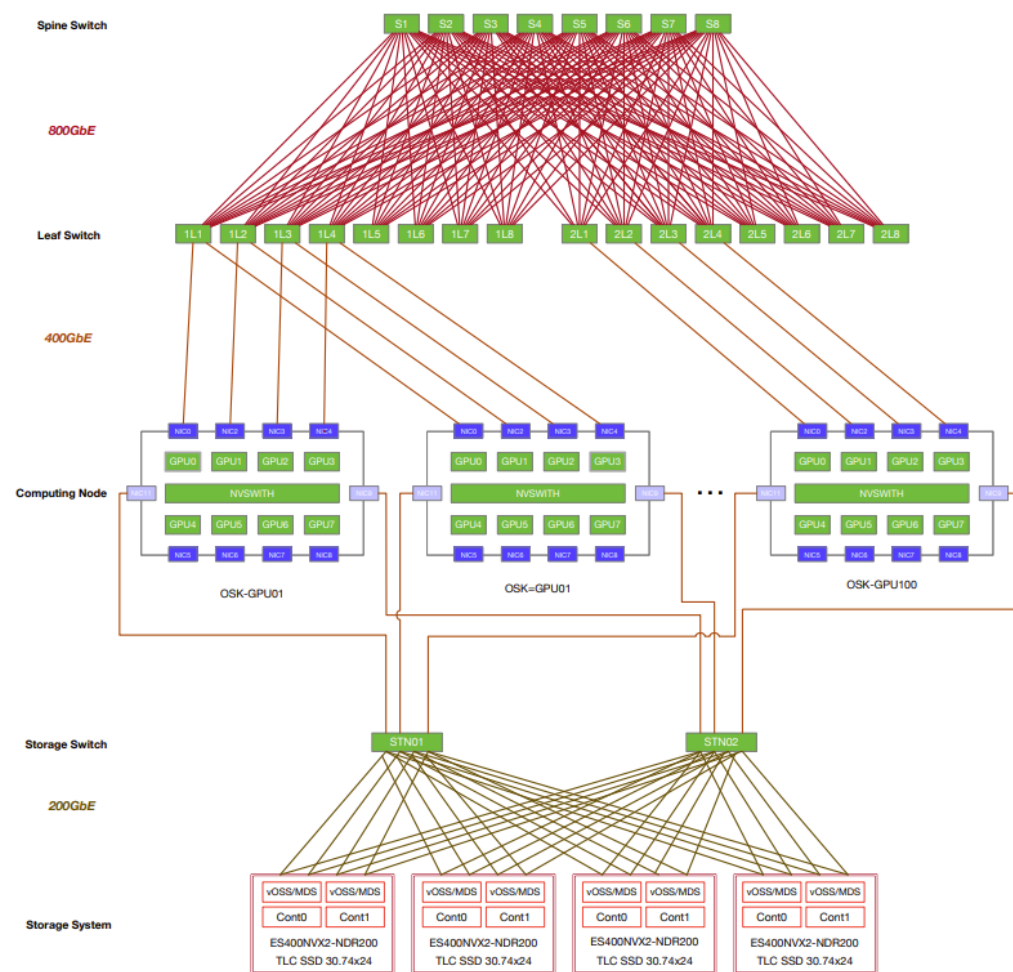 Spine Switch
S1 S2 S3 S4 S5 S6 S7 S8
800GbE
Leaf Switch
1L1 1L2 1L3 1L4 1L5 1L6 1L7 1L8 2L1 2L2 2L3 2L4 2L5 2L6 2L7 2L8
400GbE
NIC0 NIC2 NIC3 NIC4 NIC0 NIC2 NIC3 NIC4 NIC0 NIC2 NIC3 NIC4
GPU0 GPU1 GPU2 GPU3 GPU0 GPU1 GPU2 GPU3 GPU0 GPU1 GPU2 GPU3
Computing Node NIC11 NVSWITH NIC9 NIC11 NVSWITH NIC9 ... NIC11 NVSWITH NIC9
GPU4 GPU5 GPU6 GPU7 GPU4 GPU5 GPU6 GPU7 GPU4 GPU5 GPU6 GPU7
NIC5 NIC6 NIC7 NIC8 NIC5 NIC6 NIC7 NIC8 NIC5 NIC6 NIC7 NIC8
OSK-GPU01 OSK=GPU01 OSK-GPU100
Storage Switch STN01 STN02
200GbE
vOSS/MDS vOSS/MDS vOSS/MDS vOSS/MDS vOSS/MDS vOSS/MDS vOSS/MDS vOSS/MDS
Storage System Cont0 Cont1 Cont0 Cont1 Cont0 Cont1 Cont0 Cont1
ES400NVX2-NDR200 ES400NVX2-NDR200 ES400NVX2-NDR200 ES400NVX2-NDR200
TLC SSD 30.74x24 TLC SSD 30.74x24 TLC SSD 30.74x24 TLC SSD 30.74x24